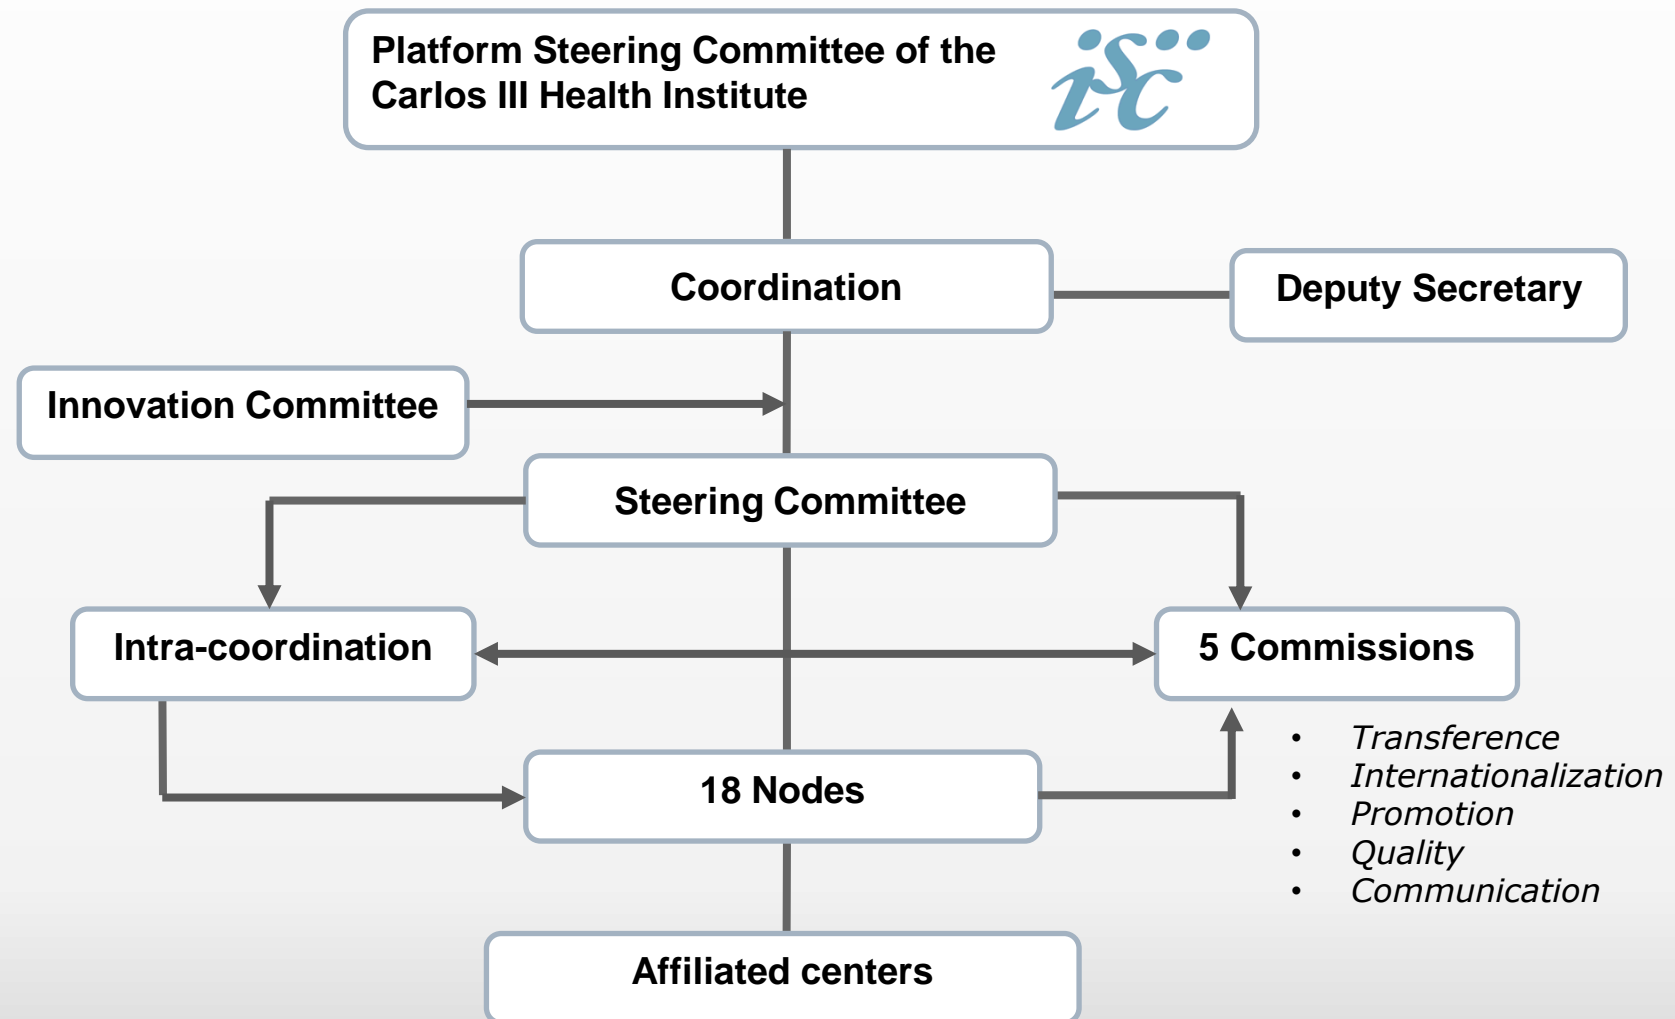 Platform Steering Committee of the
Carlos III Health Institute
isciii
Coordination
Deputy Secretary
Innovation Committee
Steering Committee
Intra-coordination
5 Commissions
• Transference
• Internationalization
• Promotion
• Quality
• Communication
18 Nodes
Affiliated centers